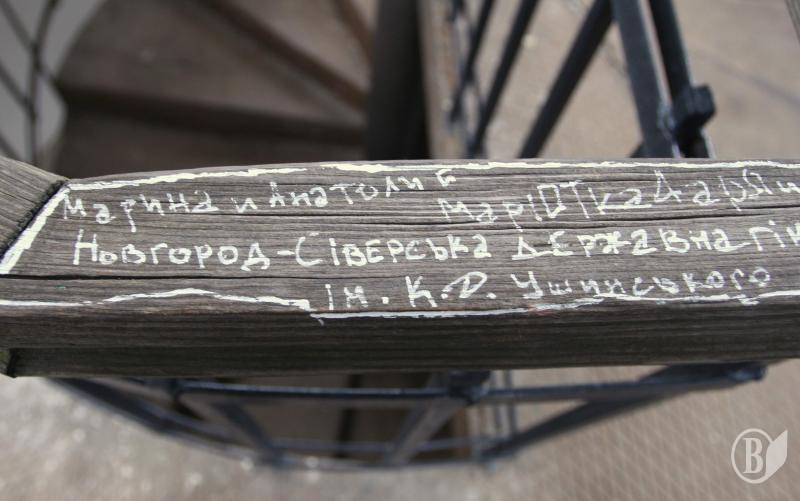 Марина и Анатолий
Новгород-Сіверська державна гім
ім. К.Д. Ушинського
В